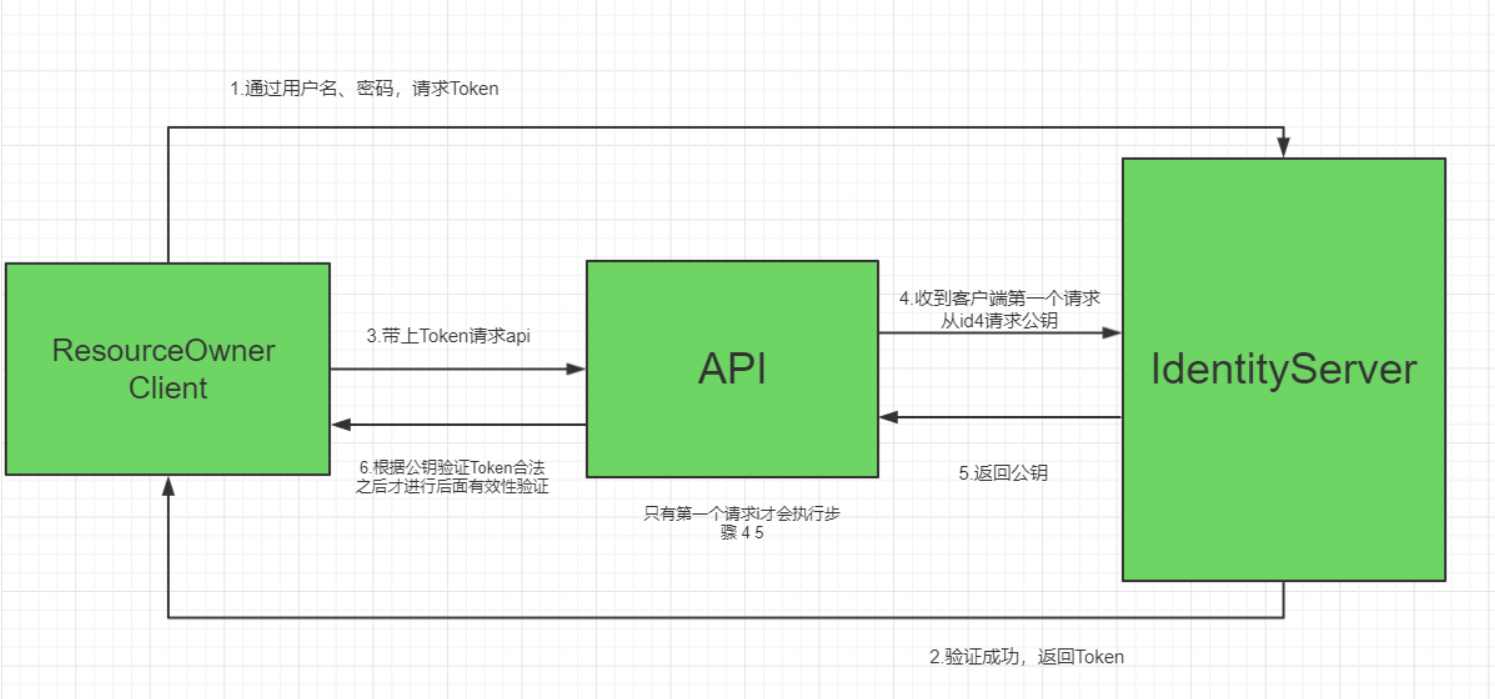 1.通过用户名、密码，请求Token
ResourceOwner
Client
3.带上Token请求api
API
4.收到客户端第一个请求
从id4请求公钥
IdentityServer
6.根据公钥验证Token合法
之后才进行后面有效性验证
5.返回公钥
只有第一个请求i才会执行步
骤 4 5
2.验证成功，返回Token